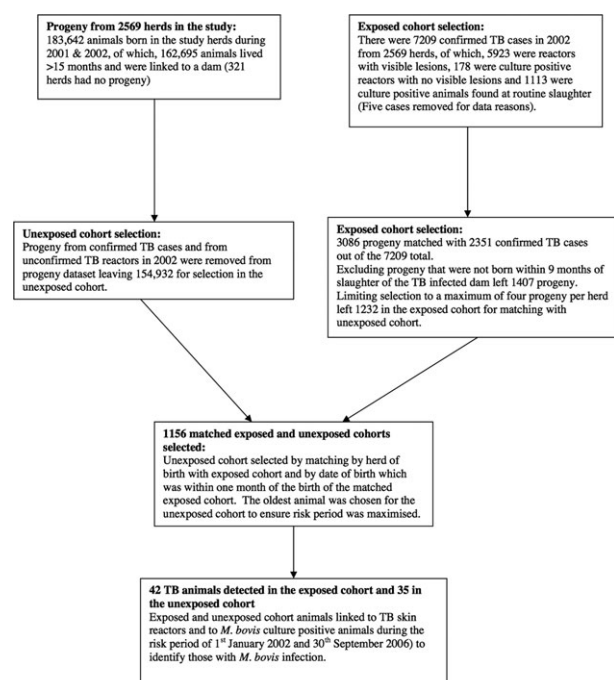 Progeny from 2569 herds in the study:
183,642 animals born in the study herds during
2001 & 2002, of which, 162,695 animals lived
>15 months and were linked to a dam (321
herds had no progeny)
Exposed cohort selection:
There were 7209 confirmed TB cases in 2002
from 2569 herds, of which, 5923 were reactors
with visible lesions, 178 were culture positive
reactors with no visible lesions and 1113 were
culture positive animals found at routine slaughter
(Five cases removed for data reasons).
Unexposed cohort selection:
Progeny from confirmed TB cases and from
unconfirmed TB reactors in 2002 were removed from
progeny dataset leaving 154,932 for selection in the
unexposed cohort.
Exposed cohort selection:
3086 progeny matched with 2351 confirmed TB cases
out of the 7209 total.
Excluding progeny that were not born within 9 months of
slaughter of the TB infected dam left 1407 progeny.
Limiting selection to a maximum of four progeny per herd
left 1232 in the exposed cohort for matching with
unexposed cohort.
1156 matched exposed and unexposed cohorts
selected:
Unexposed cohort selected by matching by herd of
birth with exposed cohort and by date of birth which
was within one month of the birth of the matched
exposed cohort. The oldest animal was chosen for the
unexposed cohort to ensure risk period was maximised.
42 TB animals detected in the exposed cohort and 35 in
the unexposed cohort
Exposed and unexposed cohort animals linked to TB skin
reactors and to M. bovis culture positive animals during the
risk period of 1st January 2002 and 30th September 2006) to
identify those with M. bovis infection.